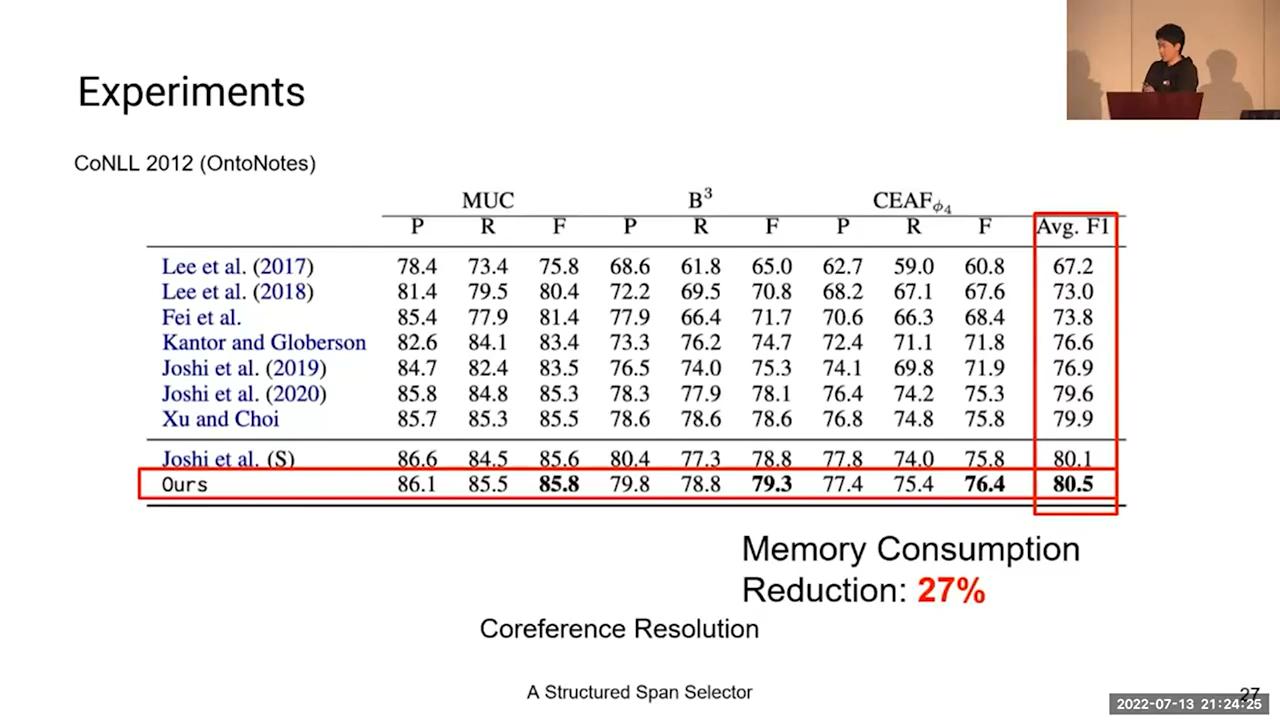 Experiments
CoNLL 2012 (OntoNotes)
MUC B³ CEAFϕ₄
P R F P R F P R F Avg. F1
Lee et al. (2017) 78.4 73.4 75.8 68.6 61.8 65.0 62.7 59.0 60.8 67.2
Lee et al. (2018) 81.4 79.5 80.4 72.2 69.5 70.8 68.2 67.1 67.6 73.0
Fei et al. 85.4 77.9 81.4 77.9 66.4 71.7 70.6 66.3 68.4 73.8
Kantor and Globerson 82.6 84.1 83.4 73.3 76.2 74.7 72.4 71.1 71.8 76.6
Joshi et al. (2019) 84.7 82.4 83.5 76.5 74.0 75.3 74.1 69.8 71.9 76.9
Joshi et al. (2020) 85.8 84.8 85.3 78.3 77.9 78.1 76.4 74.2 75.3 79.6
Xu and Choi 85.7 85.3 85.5 78.6 78.6 78.6 76.8 74.8 75.8 79.9
Joshi et al. (S) 86.6 84.5 85.6 80.4 77.3 78.8 77.8 74.0 75.8 80.1
Ours 86.1 85.5 85.8 79.8 78.8 79.3 77.4 75.4 76.4 80.5
Memory Consumption
Reduction: 27%
Coreference Resolution
A Structured Span Selector
27
2022-07-13 21:24:25